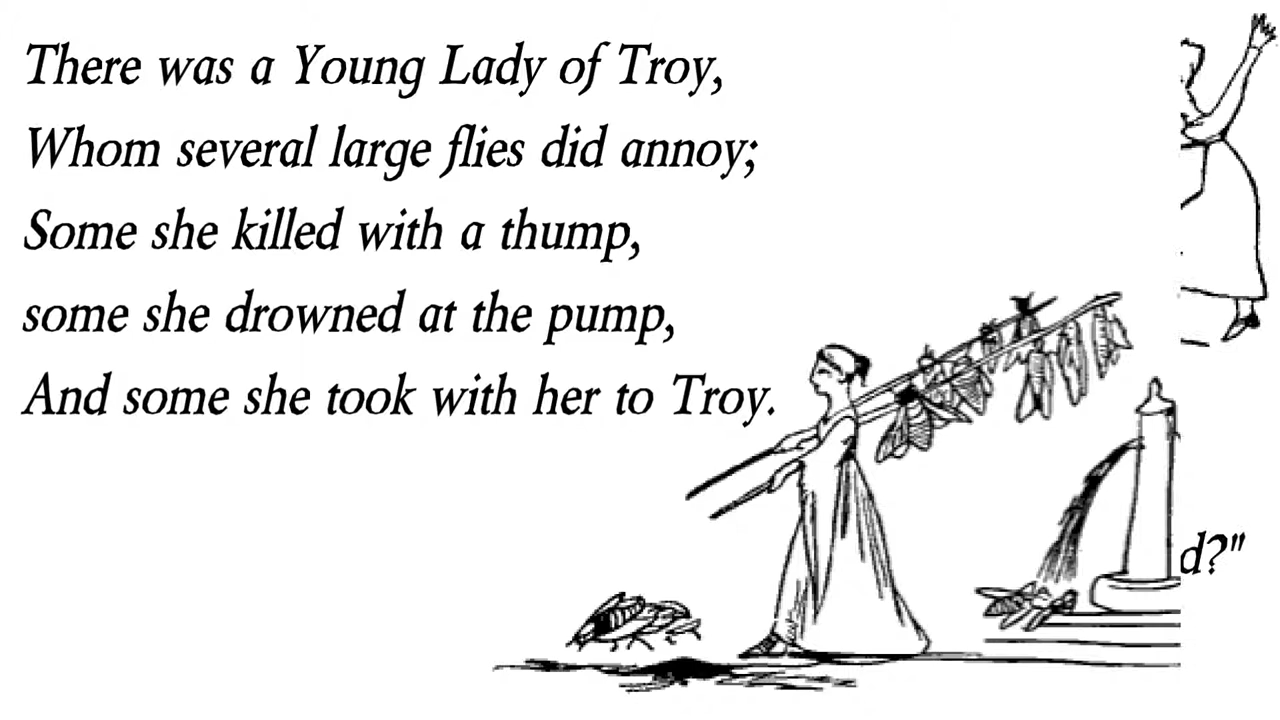 There was a Young Lady of Troy,
Whom several large flies did annoy;
Some she killed with a thump,
some she drowned at the pump,
And some she took with her to Troy.
d?"